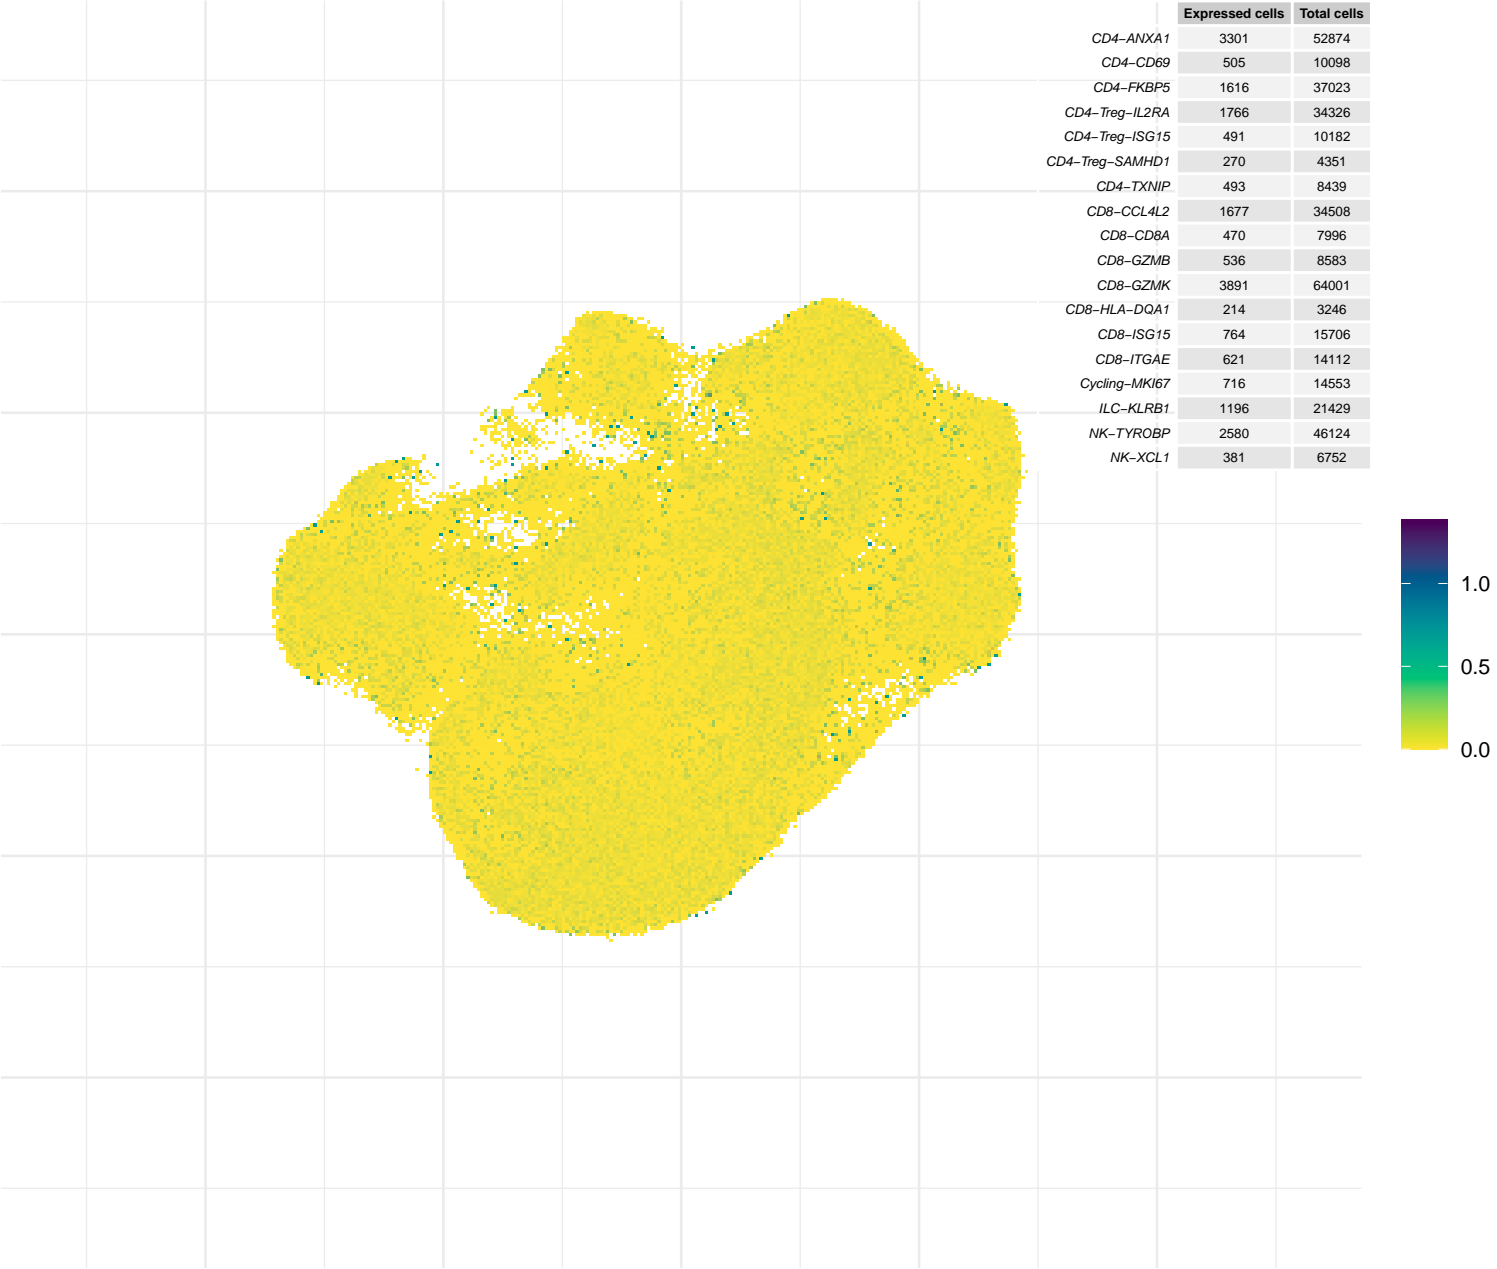 Expressed cells Total cells
CD4−ANXA1 3301 52874
CD4−CD69 505 10098
CD4−FKBP5 1616 37023
CD4−Treg−IL2RA 1766 34326
CD4−Treg−ISG15 491 10182
CD4−Treg−SAMHD1 270 4351
CD4−TXNIP 493 8439
CD8−CCL4L2 1677 34508
CD8−CD8A 470 7996
CD8−GZMB 536 8583
CD8−GZMK 3891 64001
CD8−HLA−DQA1 214 3246
CD8−ISG15 764 15706
CD8−ITGAE 621 14112
Cycling−MKI67 716 14553
ILC−KLRB1 1196 21429
NK−TYROBP 2580 46124
NK−XCL1 381 6752
1.0
0.5
0.0